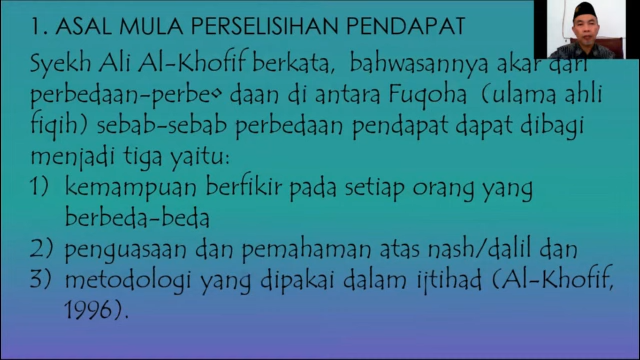 1. ASAL MULA PERSELISIHAN PENDAPAT
Syekh Ali Al-Khofif berkata, bahwasannya akar dari
perbedaan-perbe daan di antara Fuqoha (ulama ahli
fiqih) sebab-sebab perbedaan pendapat dapat dibagi
menjadi tiga yaitu:
1) kemampuan berfikir pada setiap orang yang
berbeda-beda
2) penguasaan dan pemahaman atas nash/dalil dan
3) metodologi yang dipakai dalam ijtihad (Al-Khofif,
1996).